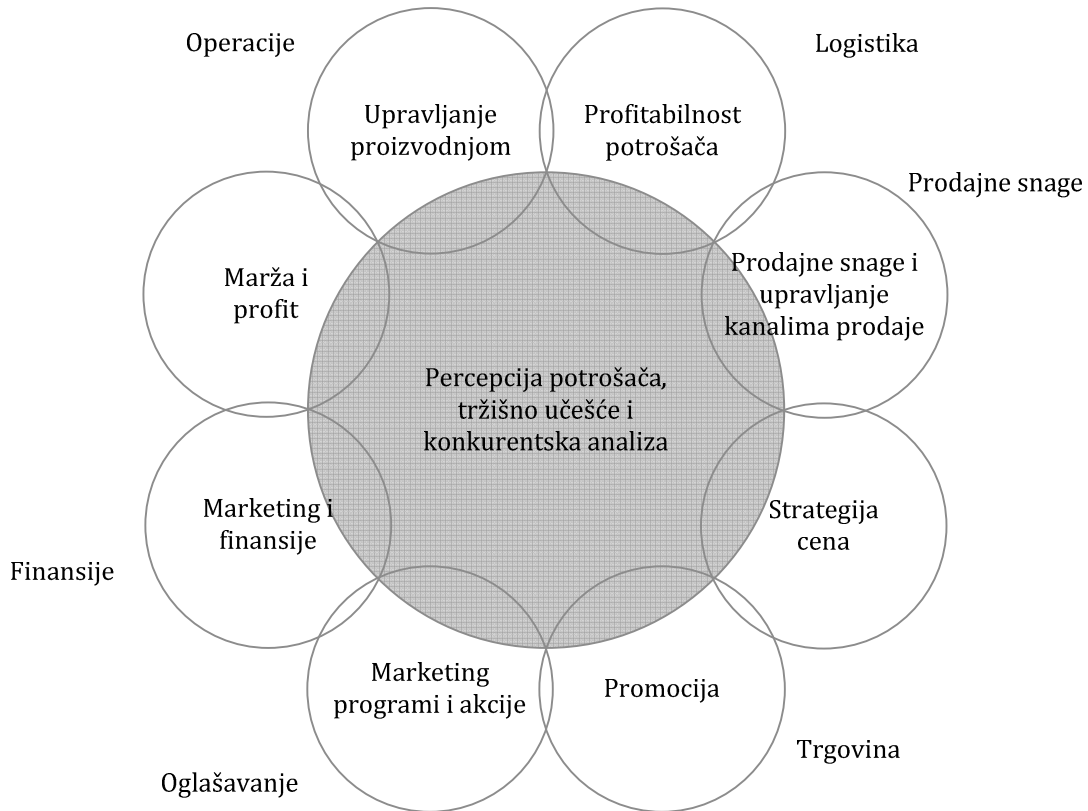 Operacije
Logistika
Upravljanje
proizvodnjom
Profitabilnost
potrošača
Prodajne snage
Marža i
profit
Prodajne snage i
upravljanje
kanalima prodaje
Percepcija potrošača,
tržišno učešće i
konkurentska analiza
Marketing i
finansije
Strategija
cena
Finansije
Marketing
programi i akcije
Promocija
Trgovina
Oglašavanje